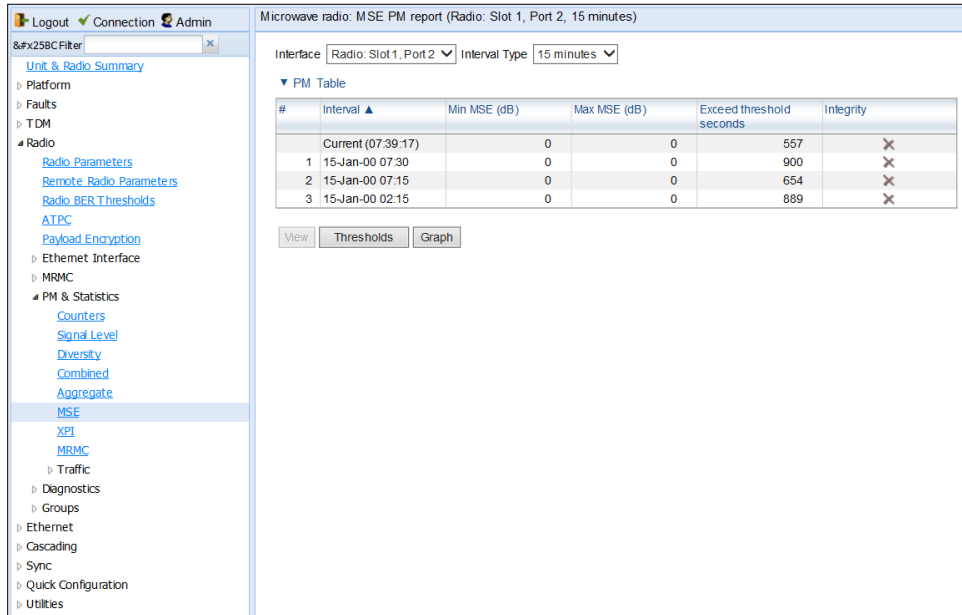 Logout Connection Admin
&#x25BC Filter
Unit & Radio Summary
Platform
Faults
TDM
Radio
Radio Parameters
Remote Radio Parameters
Radio BER Thresholds
ATPC
Payload Encryption
Ethernet Interface
MRMC
PM & Statistics
Counters
Signal Level
Diversity
Combined
Aggregate
MSE
XPI
MRMC
Traffic
Diagnostics
Groups
Ethernet
Cascading
Sync
Quick Configuration
Utilities
Microwave radio: MSE PM report (Radio: Slot 1, Port 2, 15 minutes)
Interface Radio: Slot 1, Port 2 Interval Type 15 minutes
▼ PM Table
# Interval ▲ Min MSE (dB) Max MSE (dB) Exceed threshold seconds Integrity
Current (07:39:17) 0 0 557
1 15-Jan-00 07:30 0 0 900
2 15-Jan-00 07:15 0 0 654
3 15-Jan-00 02:15 0 0 889
View Thresholds Graph